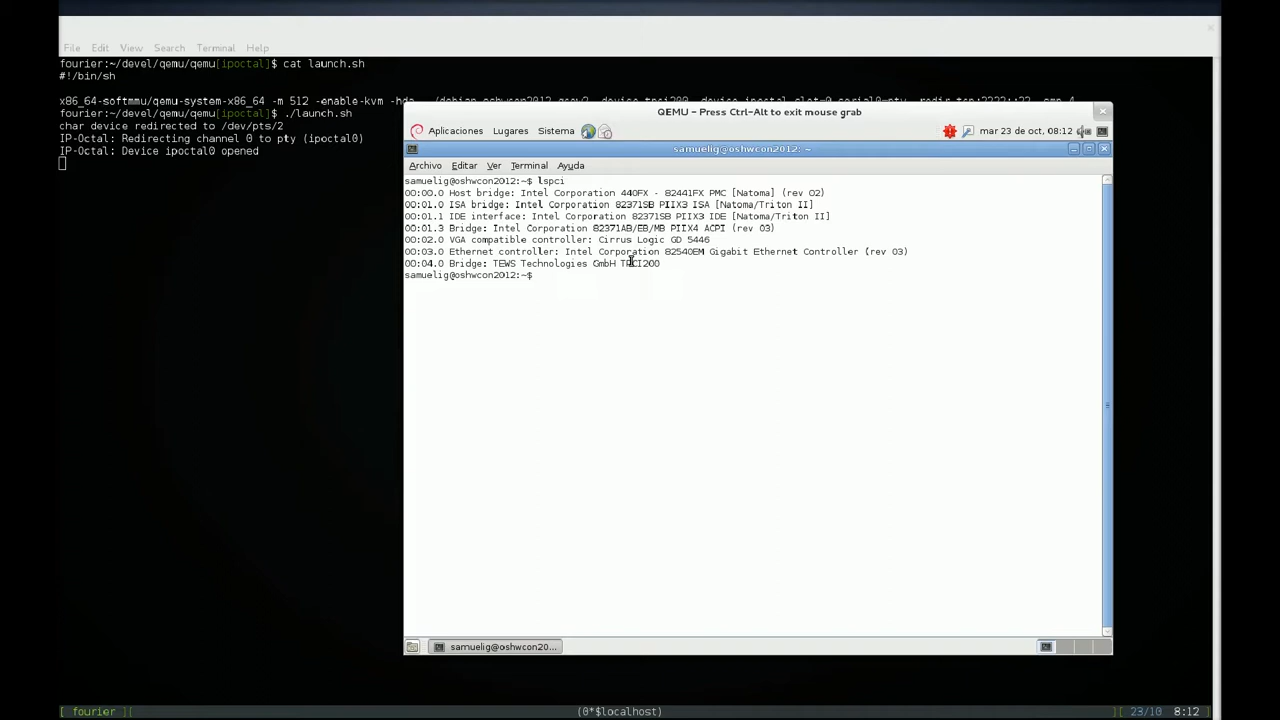 File Edit View Search Terminal Help
fourier:~/devel/qemu/qemu[ipoctal]$ cat launch.sh
#!/bin/sh
x86_64-softmmu/qemu-system-x86_64 -m 512 -enable-kvm -hda
fourier:~/devel/qemu/qemu[ipoctal]$ ./launch.sh
char device redirected to /dev/pts/2
IP-Octal: Redirecting channel 0 to pty (ipoctal0)
IP-Octal: Device ipoctal0 opened
QEMU - Press Ctrl-Alt to exit mouse grab
Aplicaciones Lugares Sistema mar 23 de oct, 08:12
samuelig@oshwcon2012: ~
Archivo Editar Ver Terminal Ayuda
samuelig@oshwcon2012:~$ lspci
00:00.0 Host bridge: Intel Corporation 440FX - 82441FX PMC [Natoma] (rev 02)
00:01.0 ISA bridge: Intel Corporation 82371SB PIIX3 ISA [Natoma/Triton II]
00:01.1 IDE interface: Intel Corporation 82371SB PIIX3 IDE [Natoma/Triton II]
00:01.3 Bridge: Intel Corporation 82371AB/EB/MB PIIX4 ACPI (rev 03)
00:02.0 VGA compatible controller: Cirrus Logic GD 5446
00:03.0 Ethernet controller: Intel Corporation 82540EM Gigabit Ethernet Controller (rev 03)
00:04.0 Bridge: TEWS Technologies GmbH TPCI200
samuelig@oshwcon2012:~$
samuelig@oshwcon20...
[ fourier ][ (0*$localhost) ][ 23/10 8:12